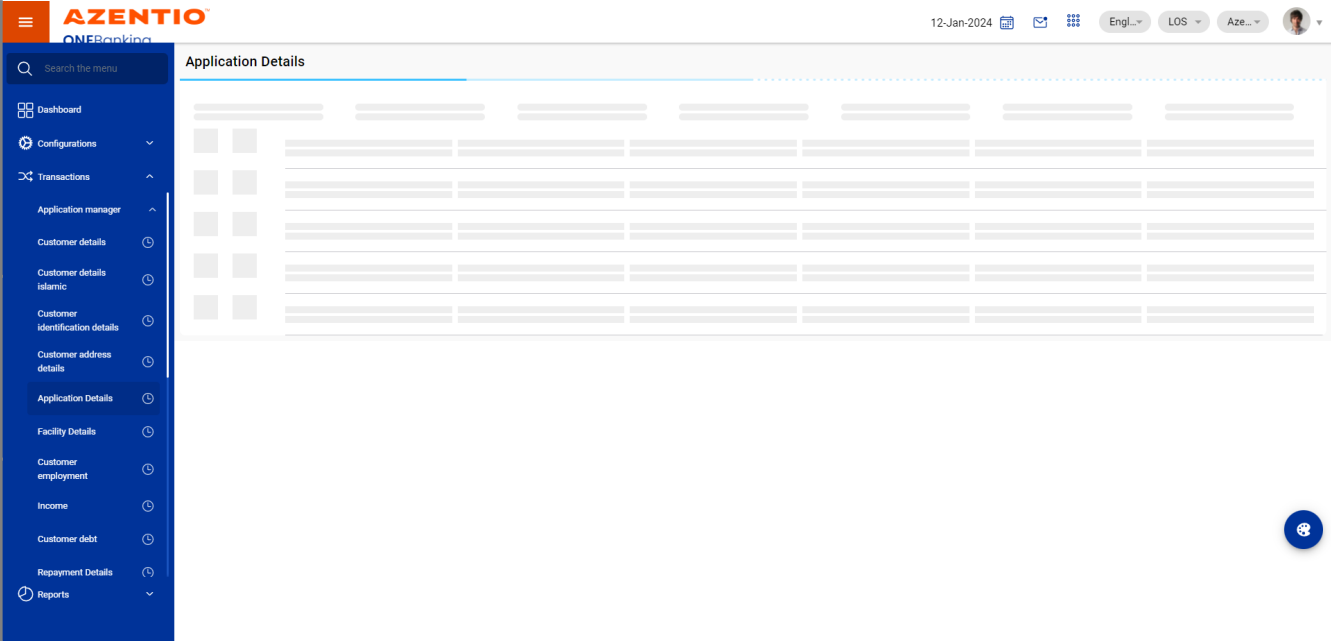 AZENTIO™
ONEBanking
12-Jan-2024
Engl...
LOS
Aze...
Search the menu
Application Details
Dashboard
Configurations
Transactions
Application manager
Customer details
Customer details
islamic
Customer
identification details
Customer address
details
Application Details
Facility Details
Customer
employment
Income
Customer debt
Repayment Details
Reports